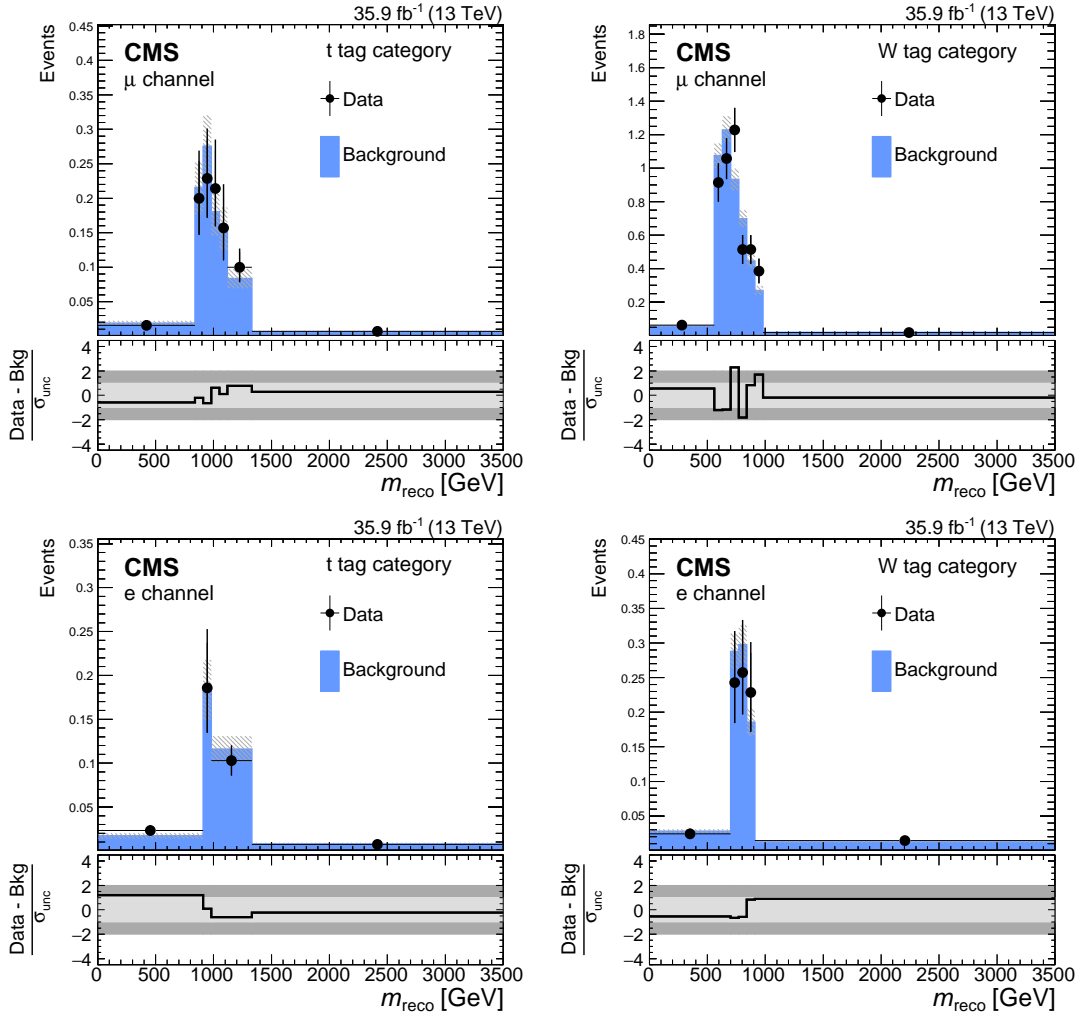 35.9 fb⁻¹ (13 TeV)
Events
0.45
0.4
0.35
0.3
0.25
0.2
0.15
0.1
0.05
CMS
μ channel
t tag category
Data
Background
Data - Bkg
σunc
4
2
0
−2
−4
0 500 1000 1500 2000 2500 3000 3500
mreco [GeV]
35.9 fb⁻¹ (13 TeV)
Events
1.8
1.6
1.4
1.2
1
0.8
0.6
0.4
0.2
CMS
μ channel
W tag category
Data
Background
Data - Bkg
σunc
4
2
0
−2
−4
0 500 1000 1500 2000 2500 3000 3500
mreco [GeV]
35.9 fb⁻¹ (13 TeV)
Events
0.35
0.3
0.25
0.2
0.15
0.1
0.05
CMS
e channel
t tag category
Data
Background
Data - Bkg
σunc
4
2
0
−2
−4
0 500 1000 1500 2000 2500 3000 3500
mreco [GeV]
35.9 fb⁻¹ (13 TeV)
Events
0.45
0.4
0.35
0.3
0.25
0.2
0.15
0.1
0.05
CMS
e channel
W tag category
Data
Background
Data - Bkg
σunc
4
2
0
−2
−4
0 500 1000 1500 2000 2500 3000 3500
mreco [GeV]